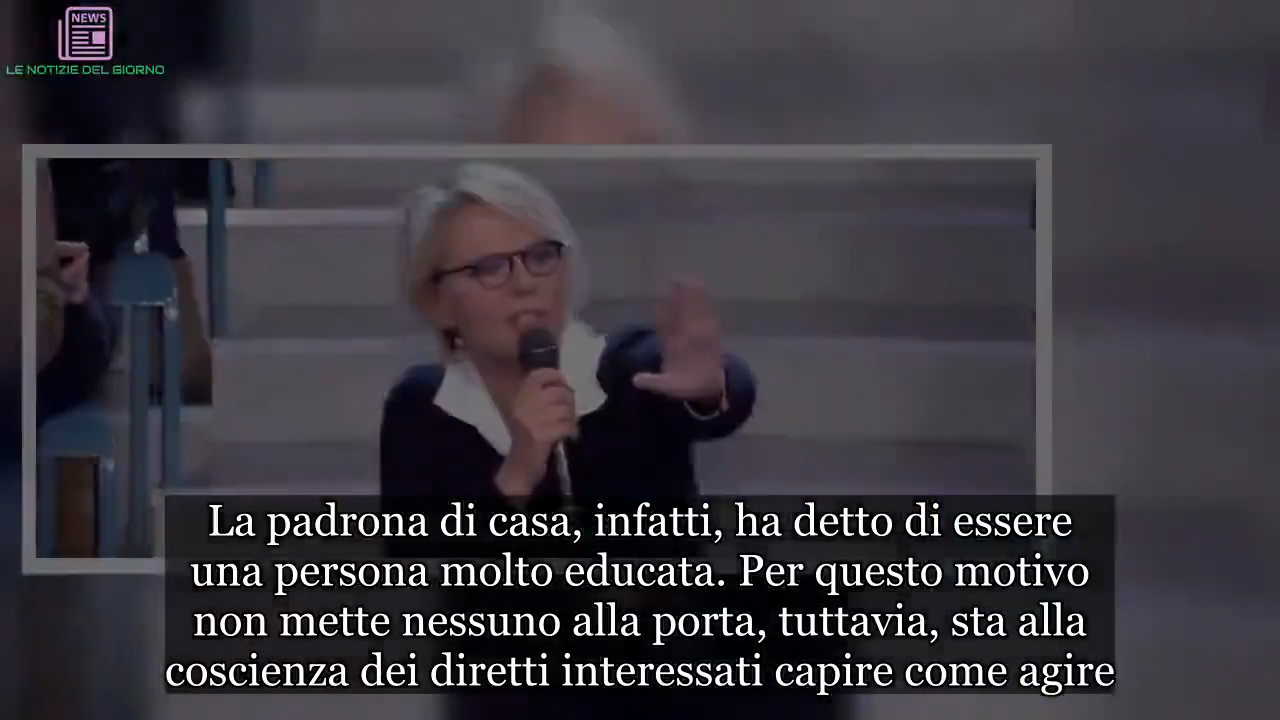 NEWS
LE NOTIZIE DEL GIORNO
La padrona di casa, infatti, ha detto di essere
una persona molto educata. Per questo motivo
non mette nessuno alla porta, tuttavia, sta alla
coscienza dei diretti interessati capire come agire